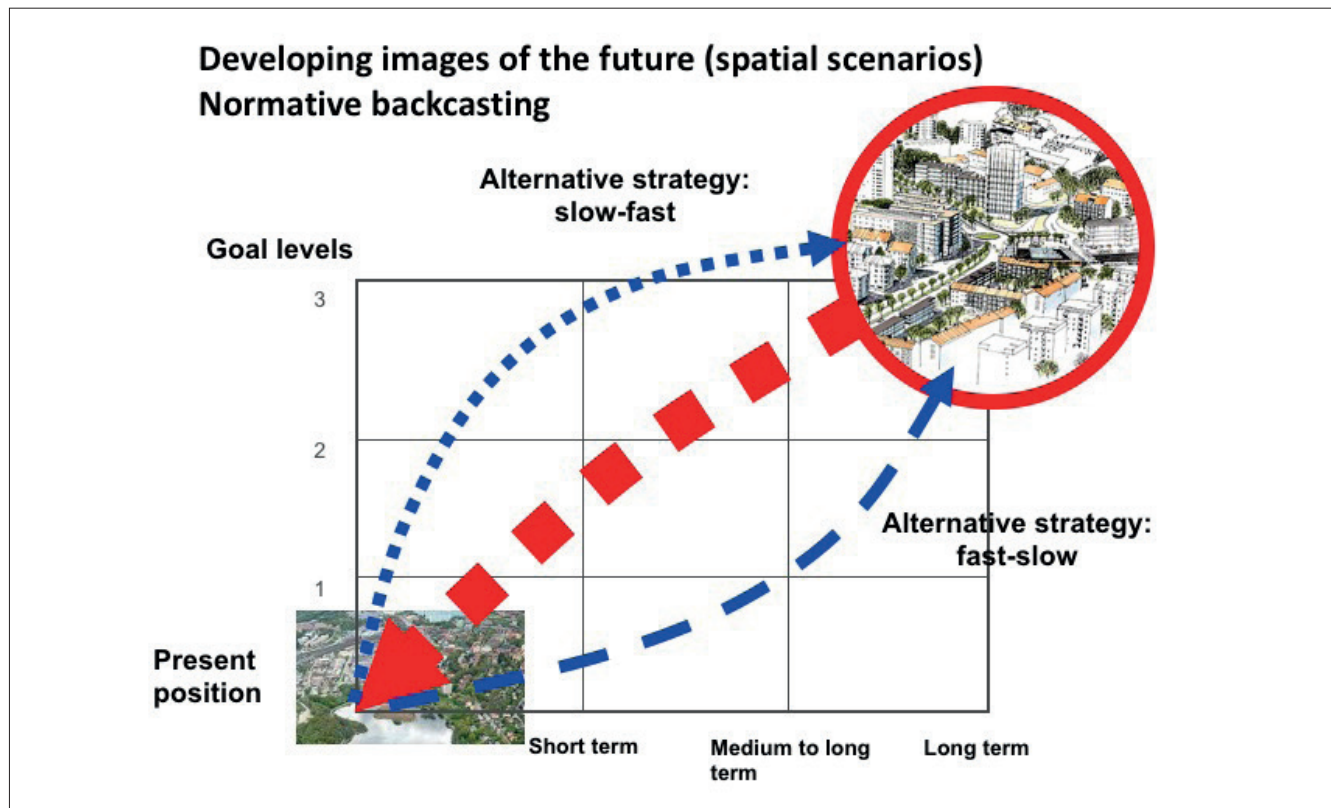 Developing images of the future (spatial scenarios)
Normative backcasting
Alternative strategy:
slow-fast
Goal levels
3
2
Alternative strategy:
fast-slow
1
Present
position
Short term
Medium to long
term
Long term